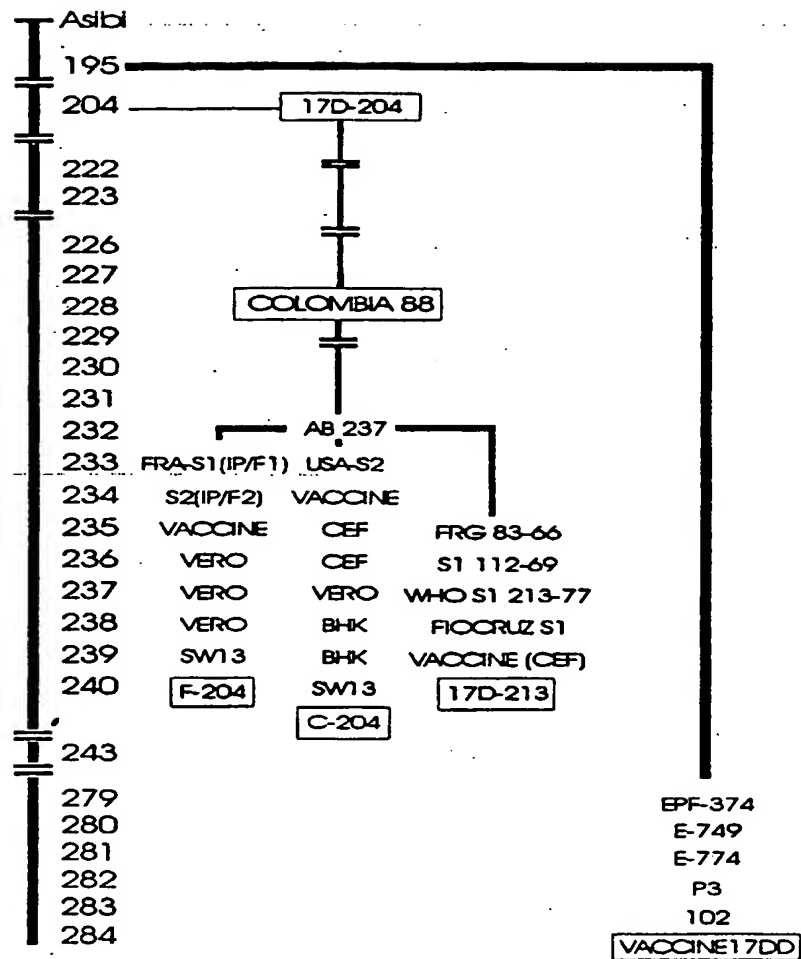 Asibi
195
204 17D-204
222
223
226
227
228 COLOMBIA 88
229
230
231
232 AB 237
233 FRA-S1(IP/F1) USA-S2
234 S2(IP/F2) VACCINE
235 VACCINE CEF FRG 83-66
236 VERO CEF S1 112-69
237 VERO VERO WHO S1 213-77
238 VERO BHK FIOCRUZ S1
239 SW13 BHK VACCINE (CEF)
240 F-204 SW13 17D-213
C-204
243
279 EPF-374
280 E-749
281 E-774
282 P3
283 102
284 VACCINE17DD